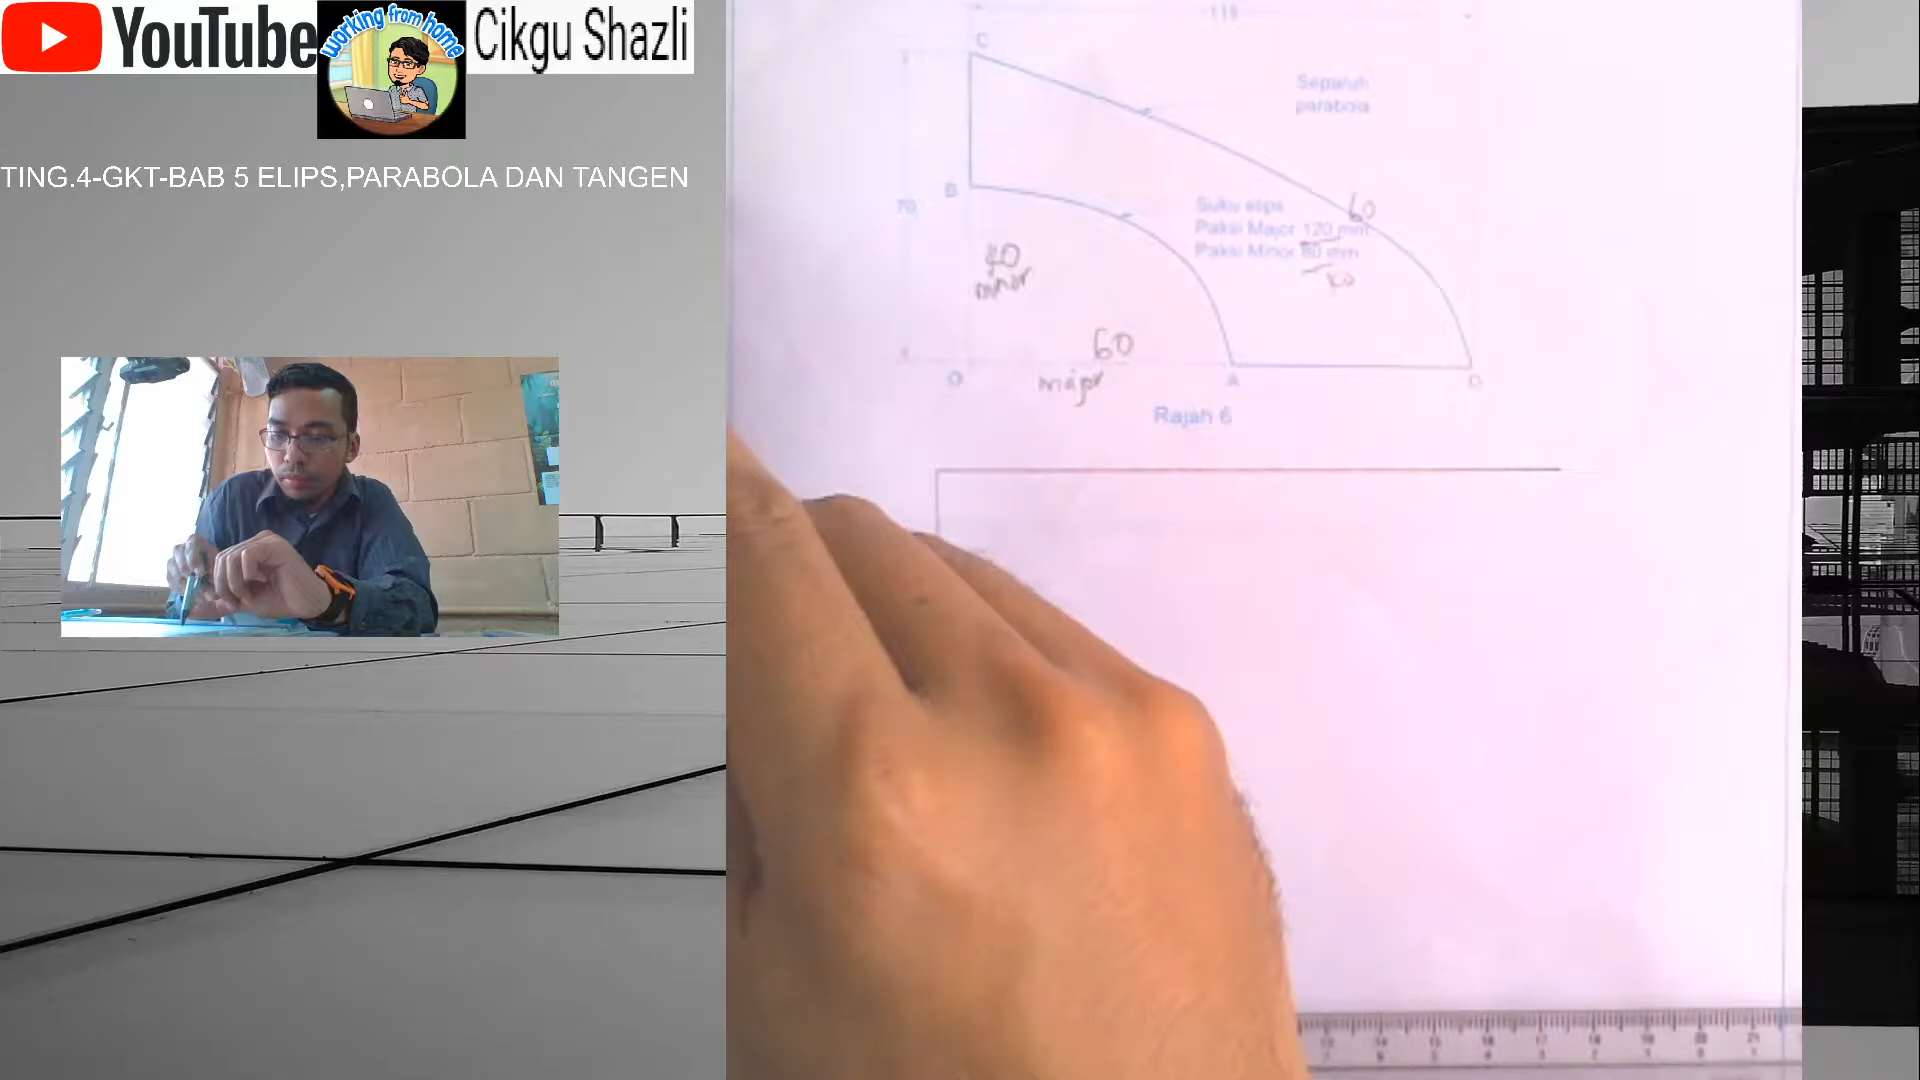 YouTube
working from home
Cikgu Shazli
TING.4-GKT-BAB 5 ELIPS,PARABOLA DAN TANGEN
C
Separuh
parabola
B
70
Suku elips
Paksi Major 120 mm
Paksi Minor 80 mm
60
40
minor
60
major
O
A
D
Rajah 6